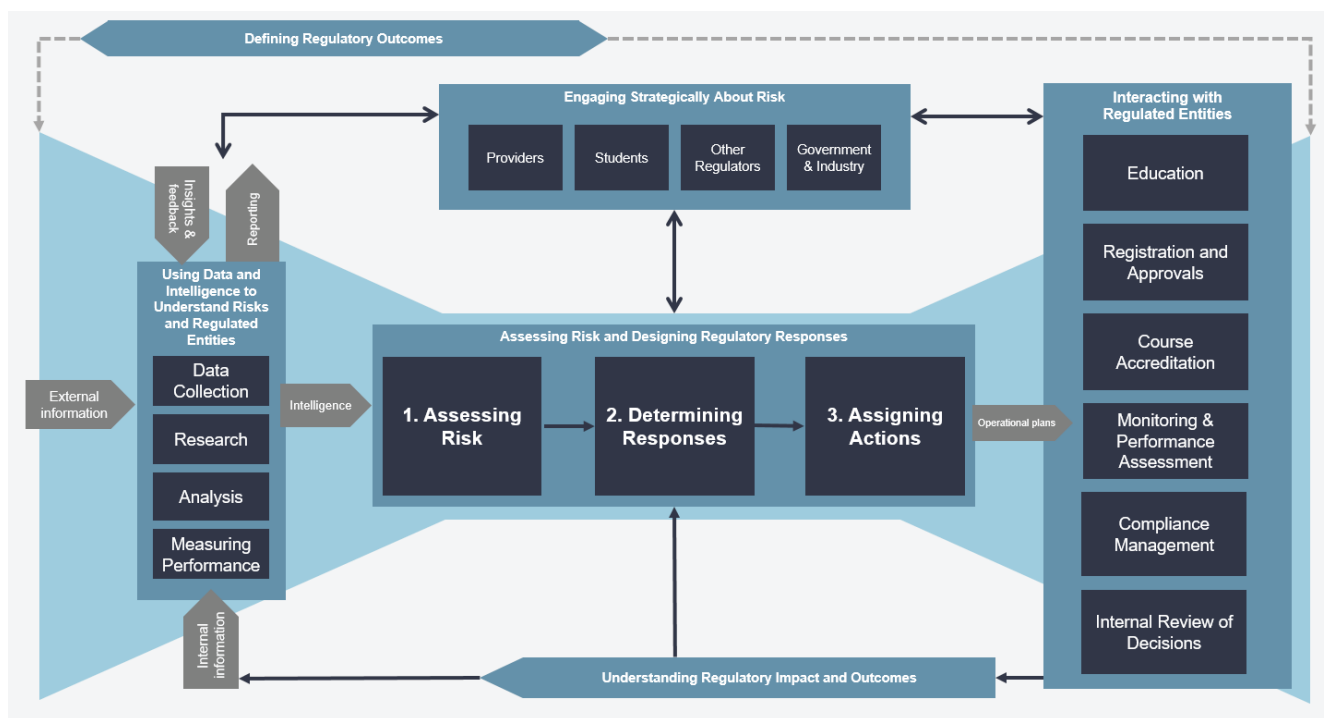 Defining Regulatory Outcomes
Engaging Strategically About Risk
Providers
Students
Other
Regulators
Government
& Industry
Interacting with
Regulated Entities
Education
Registration and
Approvals
Course
Accreditation
Monitoring &
Performance
Assessment
Compliance
Management
Internal Review of
Decisions
Insights &
feedback
Reporting
Using Data and
Intelligence to
Understand Risks
and Regulated
Entities
Data
Collection
Research
Analysis
Measuring
Performance
External
information
Intelligence
Internal
information
Assessing Risk and Designing Regulatory Responses
1. Assessing
Risk
2. Determining
Responses
3. Assigning
Actions
Operational plans
Understanding Regulatory Impact and Outcomes